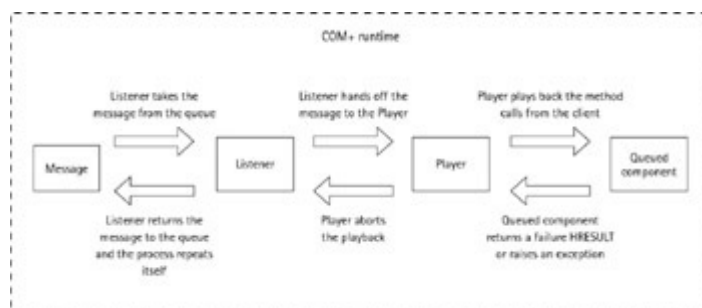 COM+ runtime
Listener takes the
message from the queue
Listener hands off the
message to the Player
Player plays back the method
calls from the client
Message
Listener
Player
Queued
component
Listener returns the
message to the queue
and the process repeats
itself
Player aborts
the playback
Queued component
returns a failure HRESULT
or raises an exception